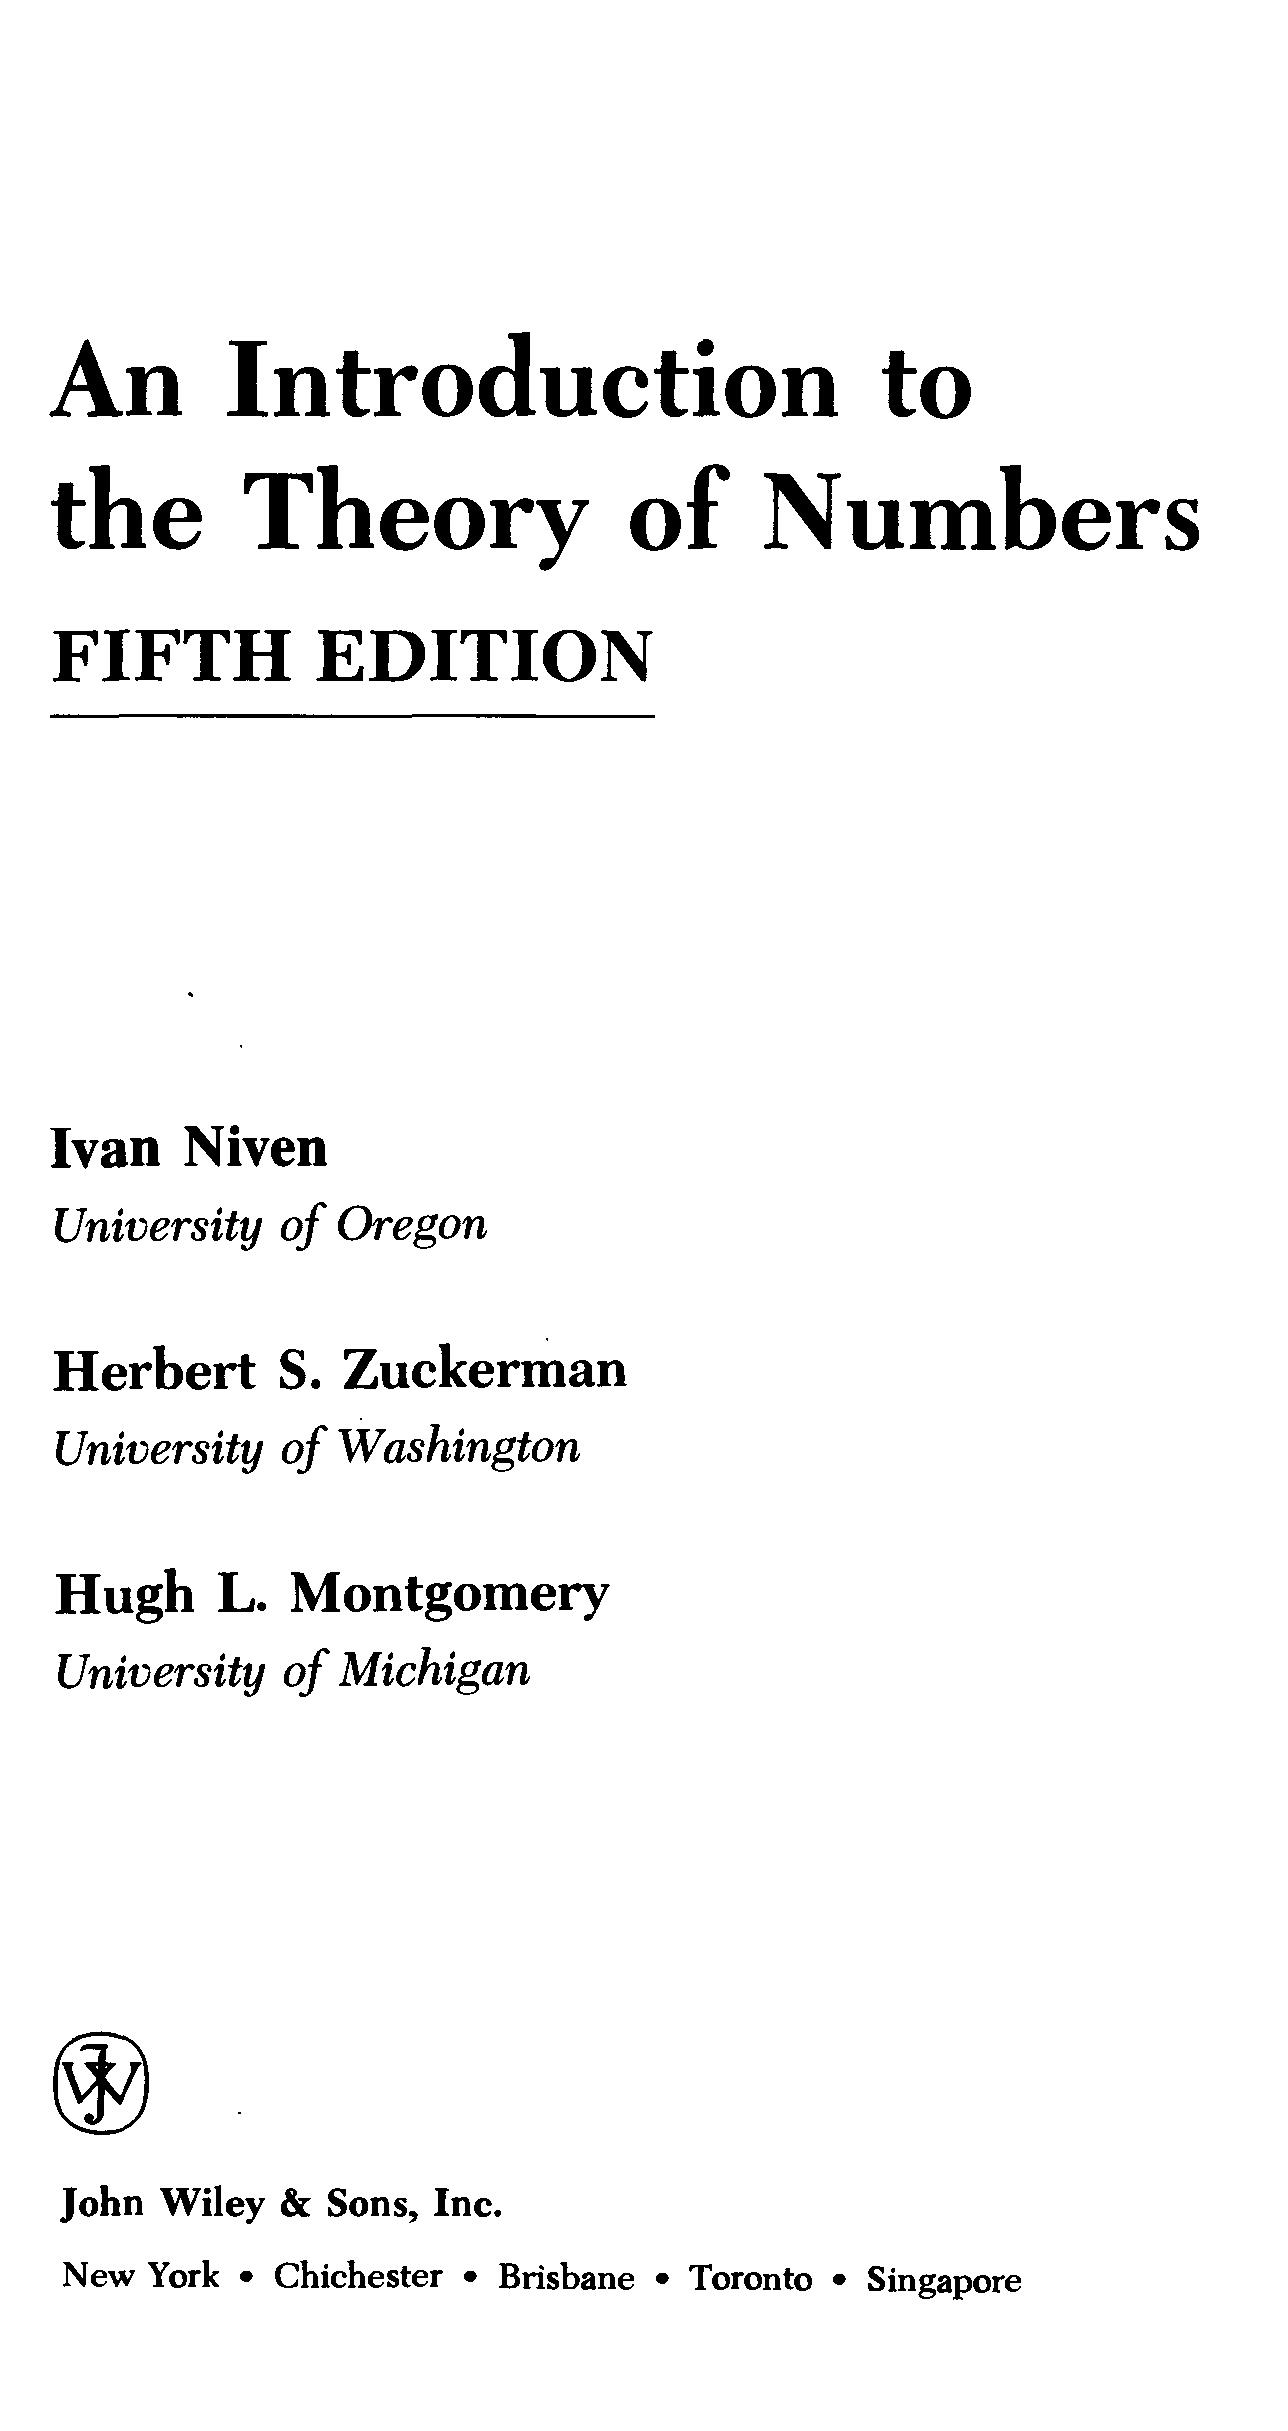 An Introduction to
the Theory of Numbers
FIFTH EDITION
Ivan Niven
University of Oregon
Herbert S. Zuckerman
University of Washington
Hugh L. Montgomery
University of Michigan
JW
John Wiley & Sons, Inc.
New York • Chichester • Brisbane • Toronto • Singapore